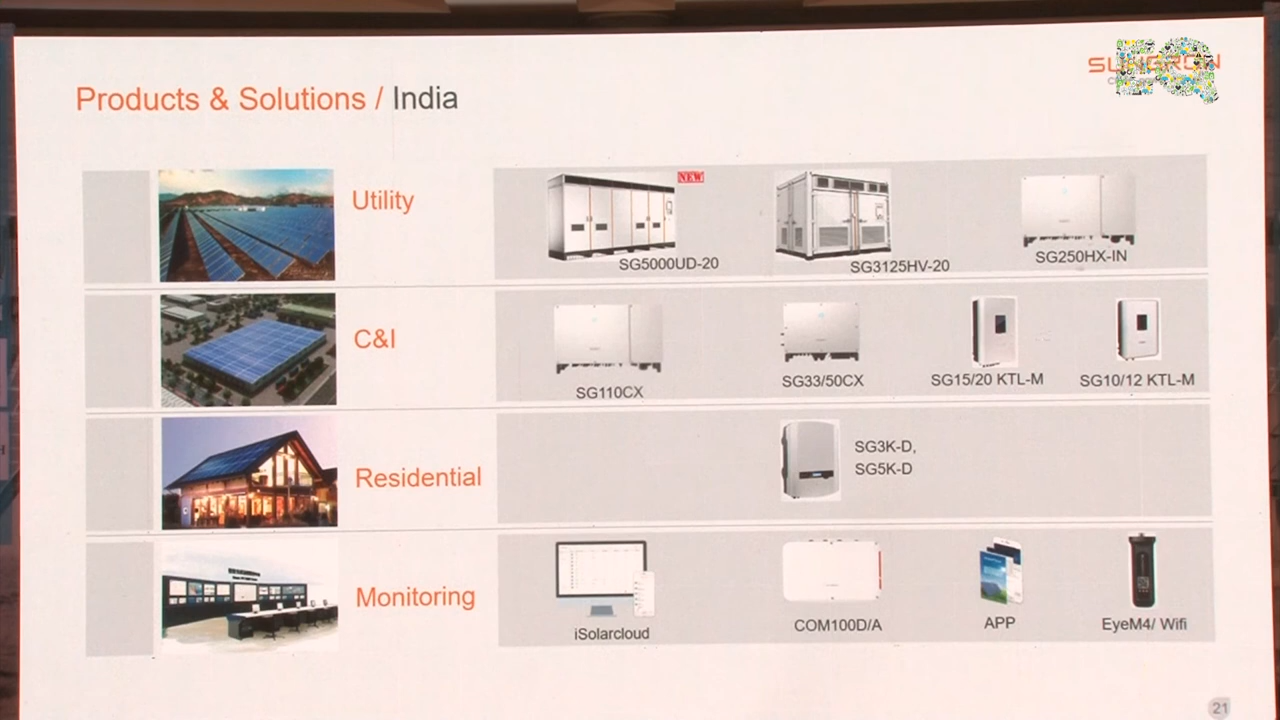 Products & Solutions / India
EQ
Utility
NEW
SG5000UD-20
SG3125HV-20
SG250HX-IN
C&I
SG110CX
SG33/50CX
SG15/20 KTL-M
SG10/12 KTL-M
Residential
SG3K-D,
SG5K-D
Monitoring
iSolarcloud
COM100D/A
APP
EyeM4/ Wifi
21